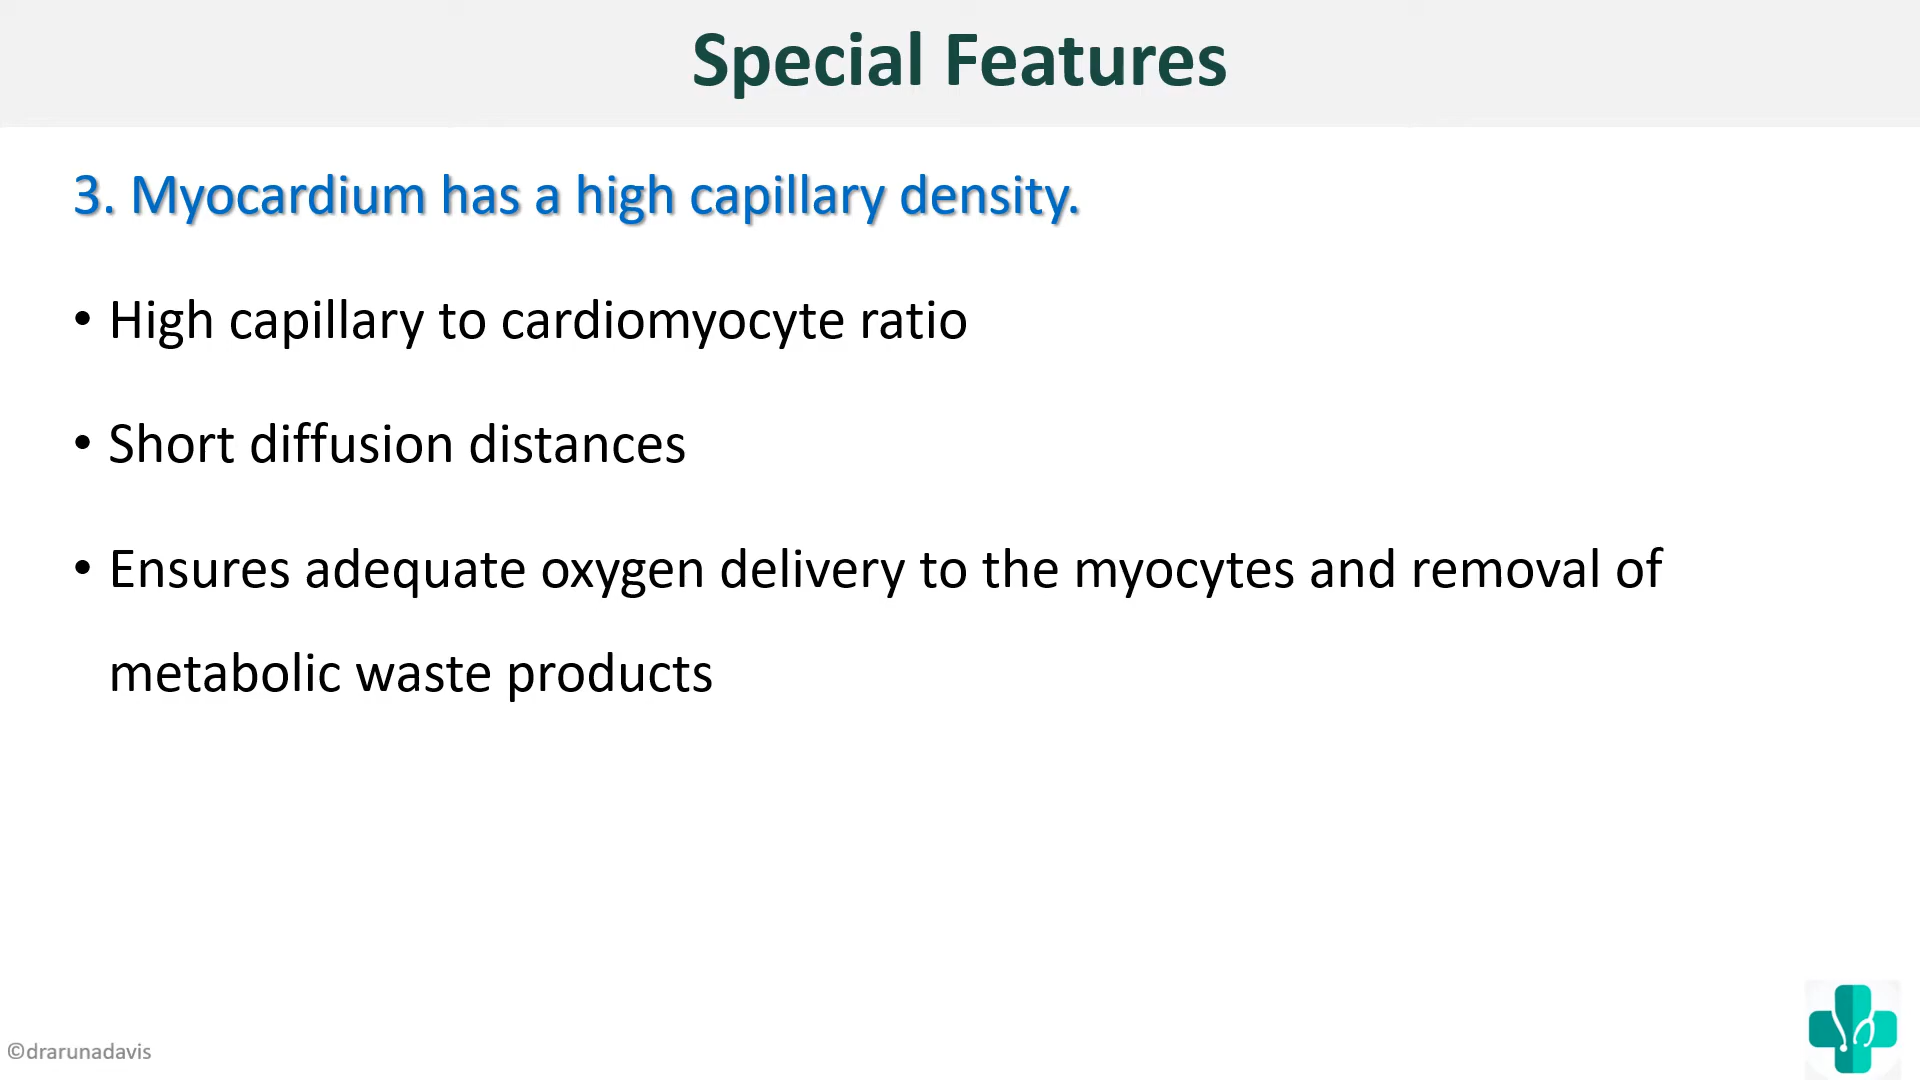 Special Features
3. Myocardium has a high capillary density.
• High capillary to cardiomyocyte ratio
• Short diffusion distances
• Ensures adequate oxygen delivery to the myocytes and removal of
metabolic waste products
©drarunadavis